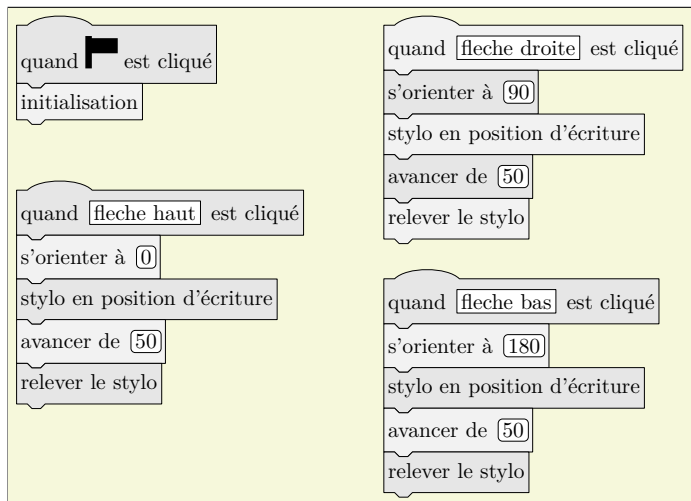 quand est cliqué
initialisation
quand fleche haut est cliqué
s'orienter à 0
stylo en position d'écriture
avancer de 50
relever le stylo
quand fleche droite est cliqué
s'orienter à 90
stylo en position d'écriture
avancer de 50
relever le stylo
quand fleche bas est cliqué
s'orienter à 180
stylo en position d'écriture
avancer de 50
relever le stylo